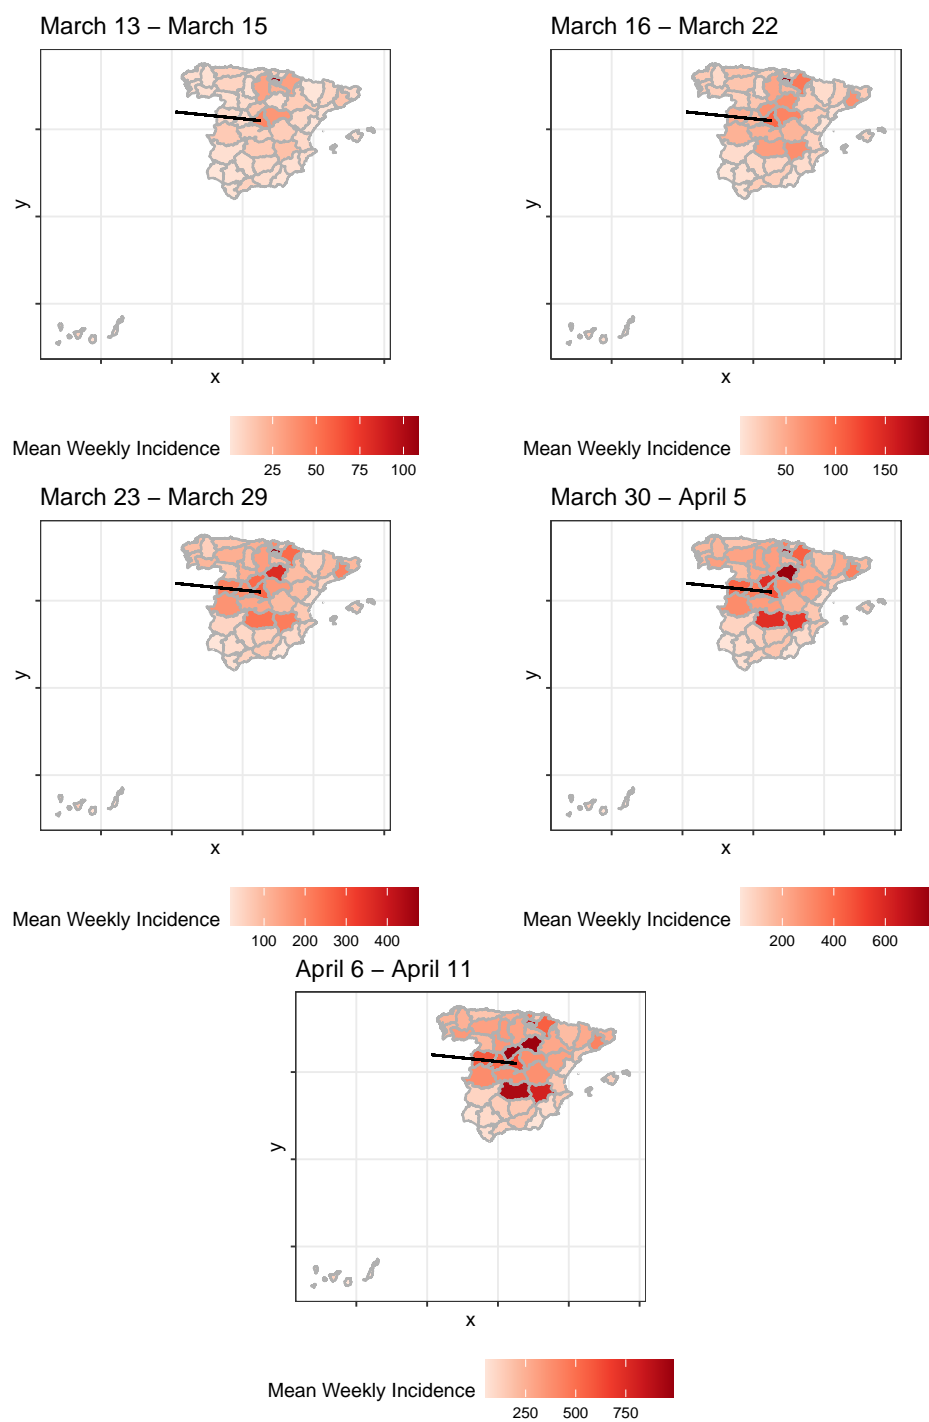 March 13 – March 15
March 16 – March 22
y
y
x
x
Mean Weekly Incidence
25 50 75 100
Mean Weekly Incidence
50 100 150
March 23 – March 29
March 30 – April 5
y
y
x
x
Mean Weekly Incidence
100 200 300 400
Mean Weekly Incidence
200 400 600
April 6 – April 11
y
x
Mean Weekly Incidence
250 500 750